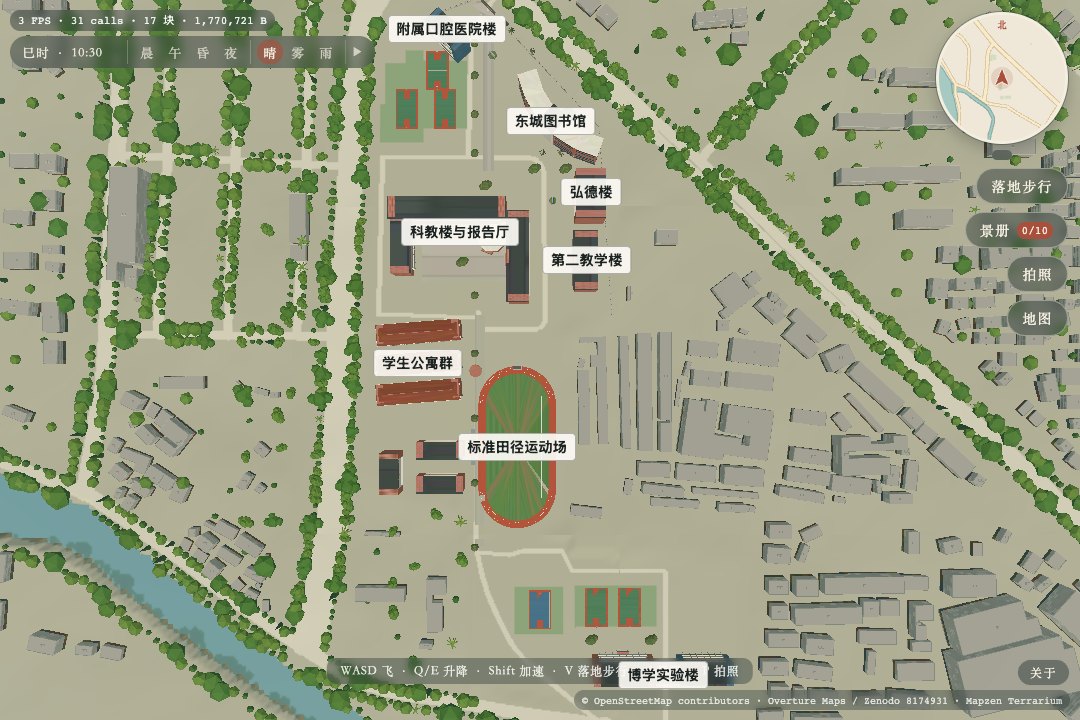 3 FPS · 31 calls · 17 块 · 1,770,721 B
巳时 · 10:30 晨 午 昏 夜 晴 雾 雨
附属口腔医院楼
北
东城图书馆
落地步行
弘德楼
景册 0/10
科教楼与报告厅
第二教学楼
拍照
地图
学生公寓群
标准田径运动场
WASD 飞 · Q/E 升降 · Shift 加速 · V 落地步
拍照
博学实验楼
关于
© OpenStreetMap contributors · Overture Maps / Zenodo 8174931 · Mapzen Terrarium